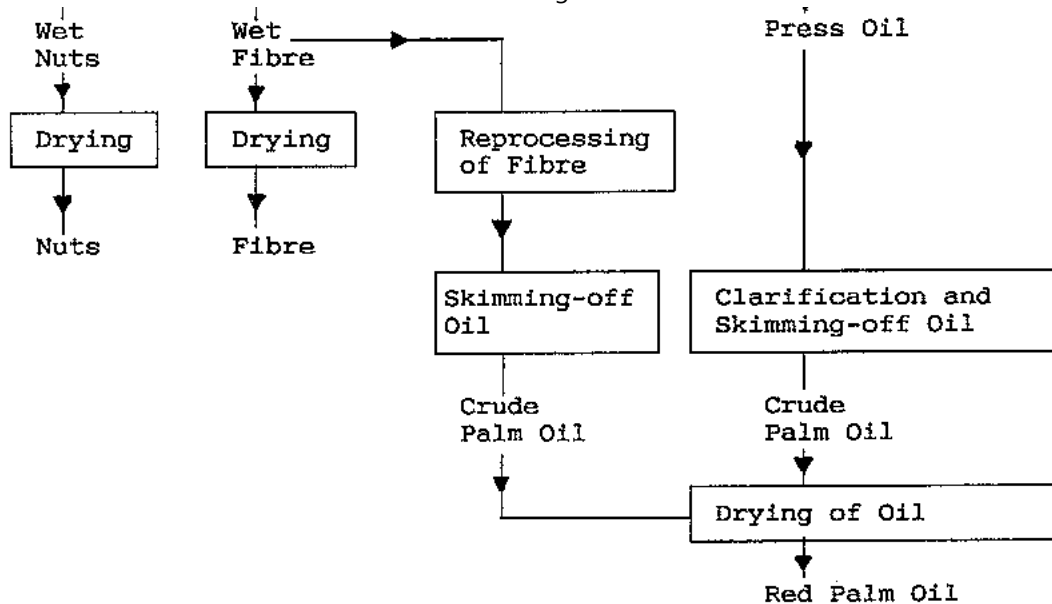 Wet
Nuts
Wet
Fibre
Press Oil
Drying
Drying
Reprocessing
of Fibre
Nuts
Fibre
Skimming-off
Oil
Clarification and
Skimming-off Oil
Crude
Palm Oil
Crude
Palm Oil
Drying of Oil
Red Palm Oil